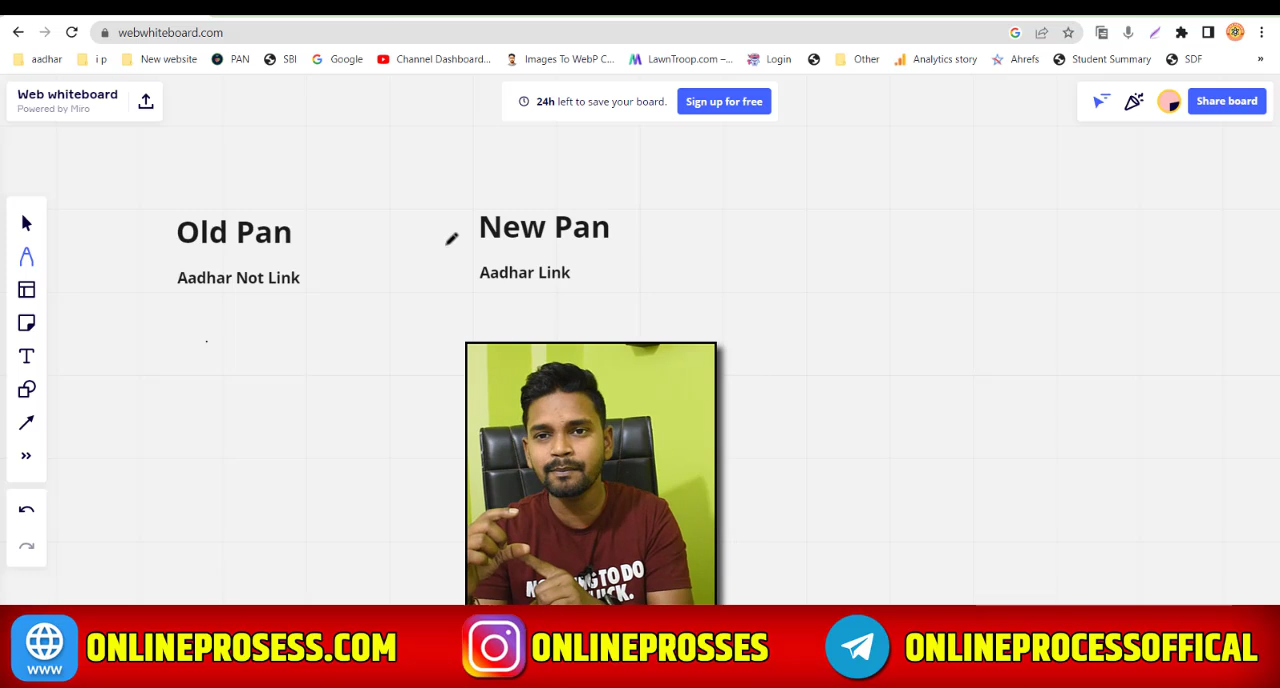 webwhiteboard.com
aadhar
i p
New website
PAN
SBI
Google
Channel Dashboard...
Images To WebP C...
LawnTroop.com –...
Login
Other
Analytics story
Ahrefs
Student Summary
SDF
»
Web whiteboard
Powered by Miro
24h left to save your board.
Sign up for free
Share board
Old Pan
New Pan
Aadhar Not Link
Aadhar Link
WWW
ONLINEPROSESS.COM
ONLINEPROSSES
ONLINEPROCESSOFFICAL